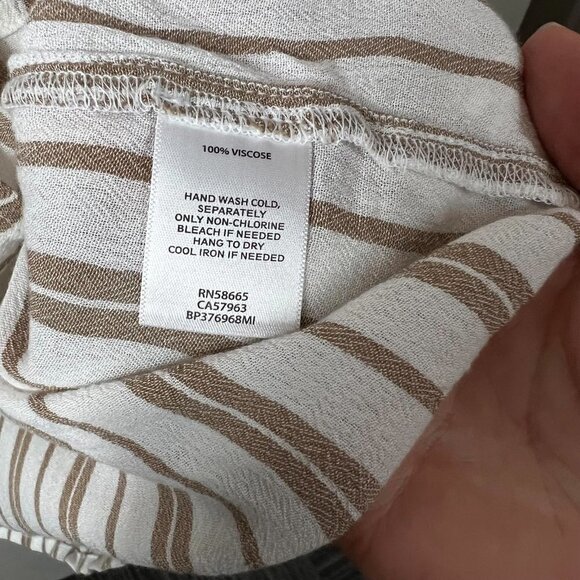 100% VISCOSE
HAND WASH COLD,
SEPARATELY
ONLY NON-CHLORINE
BLEACH IF NEEDED
HANG TO DRY
COOL IRON IF NEEDED
RN58665
CA57963
BP376968MI